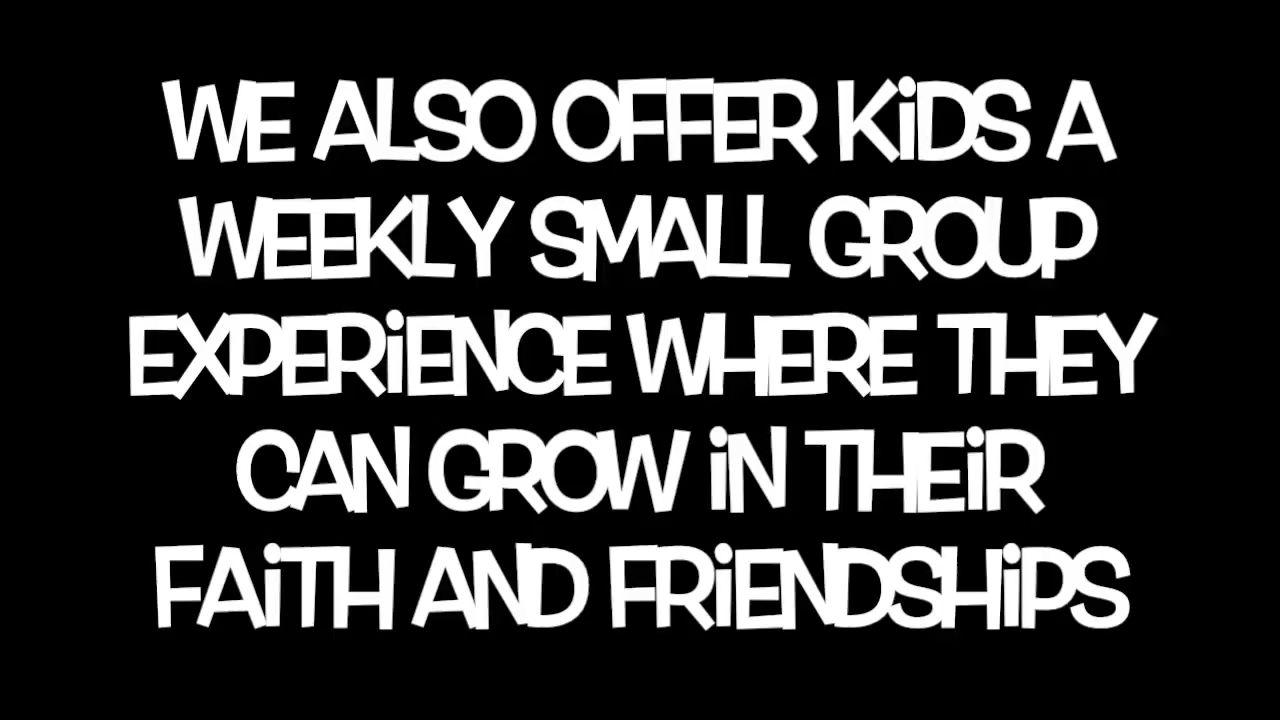 WE ALSO OFFER KiDS A
WEEKLY SMALL GROUP
EXPERiENCE WHERE THEY
CAN GROW iN THEiR
FAiTH AND FRiENDSHiPS